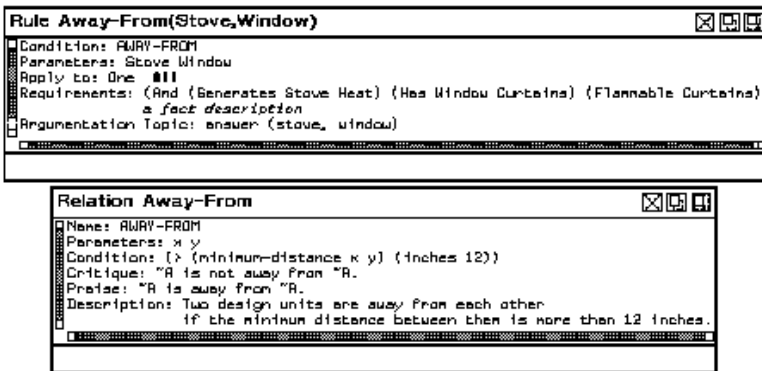 Rule Away-From(Stove,Window)
Condition: AWAY-FROM
Parameters: Stove Window
Apply to: One All
Requirements: (And (Generates Stove Heat) (Has Window Curtains) (Flammable Curtains)
a fact description
Argumentation Topic: answer (stove, window)
Relation Away-From
Name: AWAY-FROM
Parameters: x y
Condition: (> (minimum-distance x y) (inches 12))
Critique: ~A is not away from ~A.
Praise: ~A is away from ~A.
Description: Two design units are away from each other
if the minimum distance between them is more than 12 inches.